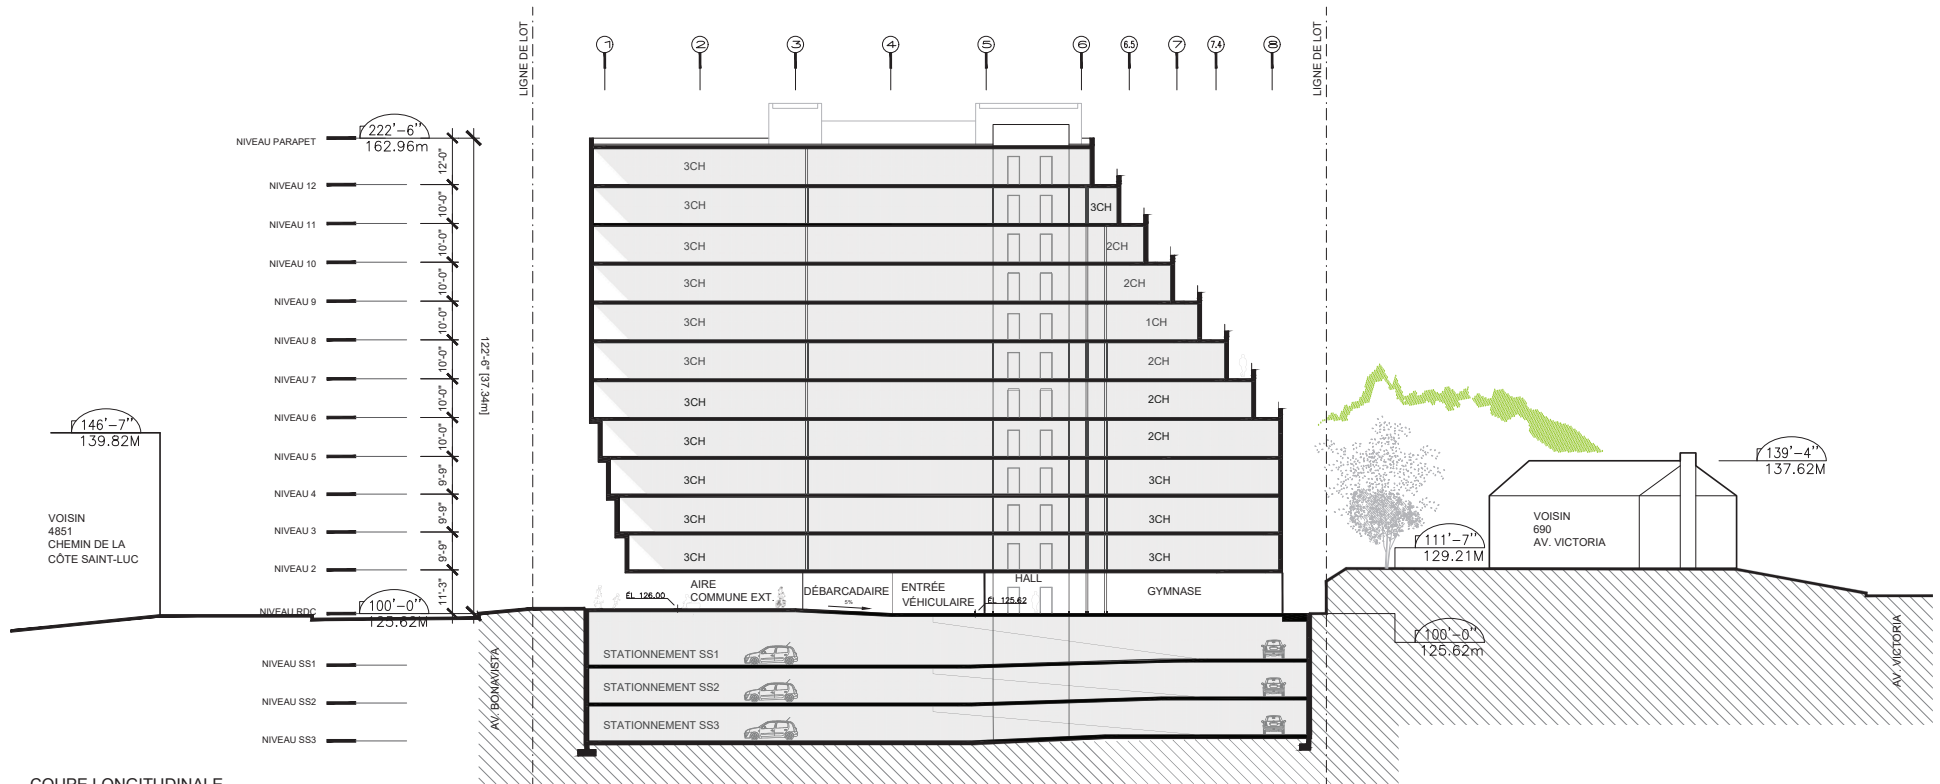 LIGNE DE LOT
LIGNE DE LOT
1 2 3 4 5 6 6.5 7 7.4 8
NIVEAU PARAPET
222'-6''
162.96m
12'-0"
NIVEAU 12
10'-0"
NIVEAU 11
10'-0"
NIVEAU 10
10'-0"
NIVEAU 9
10'-0"
NIVEAU 8
10'-0"
NIVEAU 7
10'-0"
NIVEAU 6
10'-0"
NIVEAU 5
9'-9"
NIVEAU 4
9'-9"
NIVEAU 3
9'-9"
NIVEAU 2
11'-3"
NIVEAU RDC
100'-0''
125.62M
122'-6" [37.34m]
NIVEAU SS1
NIVEAU SS2
NIVEAU SS3
146'-7''
139.82M
VOISIN
4851
CHEMIN DE LA
CÔTE SAINT-LUC
3CH
3CH 3CH
3CH 2CH
3CH 2CH
3CH 1CH
3CH 2CH
3CH 2CH
3CH 2CH
3CH 3CH
3CH 3CH
3CH 3CH
ÉL 126.00
AIRE
COMMUNE EXT.
DÉBARCADAIRE
5%
ENTRÉE
VÉHICULAIRE
HALL
ÉL 125.62
GYMNASE
STATIONNEMENT SS1
STATIONNEMENT SS2
STATIONNEMENT SS3
AV. BONAVISTA
139'-4''
137.62M
VOISIN
690
AV. VICTORIA
111'-7''
129.21M
100'-0''
125.62m
AV. VICTORIA
COUPE LONGITUDINALE